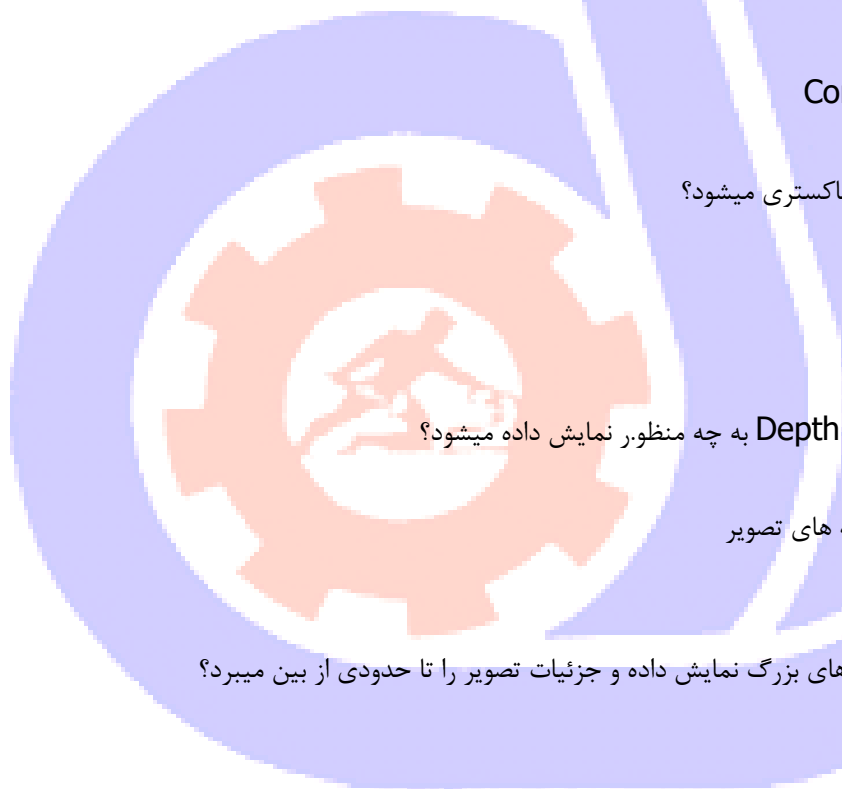 اکستری میشود؟
Depth به چه منظو.ر نمایش داده میشود؟
های تصویر
های بزرگ نمایش داده و جزئیات تصویر را تا حدودی از بین میبرد؟